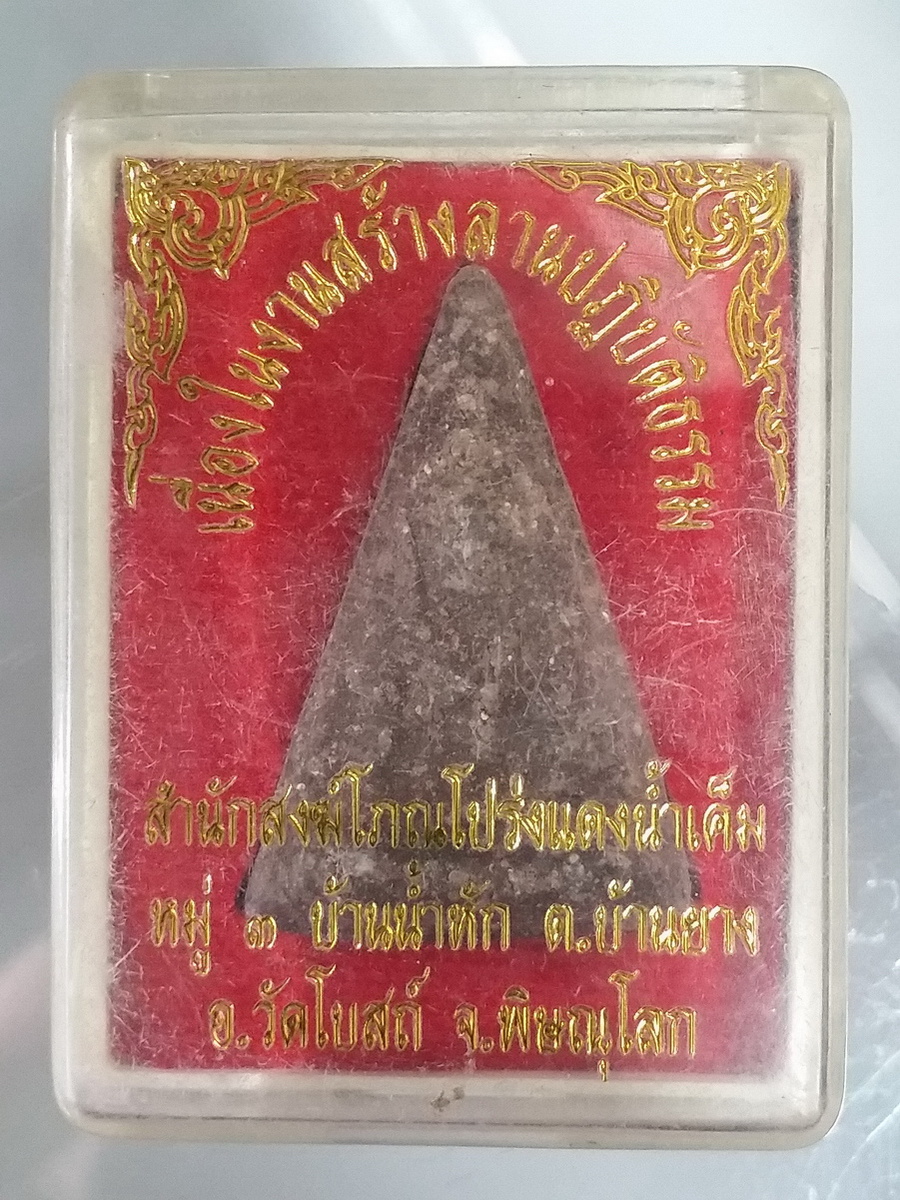 เนื่องในงานสร้างลานปฏิบัติธรรม
สำนักสงฆ์โภณโปร่งแดงน้ำเค็ม
หมู่ ๓ บ้านน้ำหัก ต.บ้านยาง
อ.วัดโบสถ์ จ.พิษณุโลก